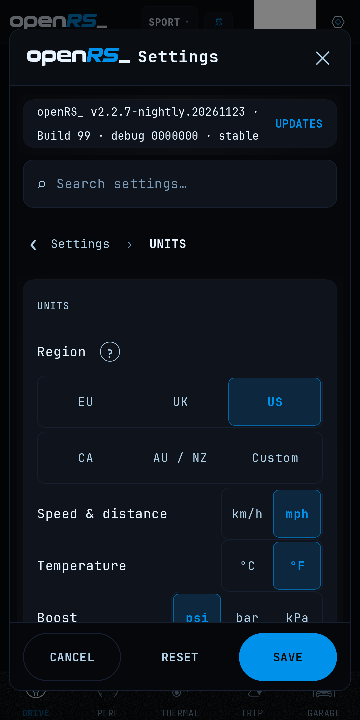 openRS_
SPORT
openRS_ Settings
openRS_ v2.2.7-nightly.20261123 ·
Build 99 · debug 0000000 · stable
UPDATES
Search settings…
Settings › UNITS
UNITS
Region ?
EU UK US
CA AU / NZ Custom
Speed & distance km/h mph
Temperature °C °F
Boost psi bar kPa
CANCEL RESET SAVE
DRIVE THERMAL TRIP GARAGE